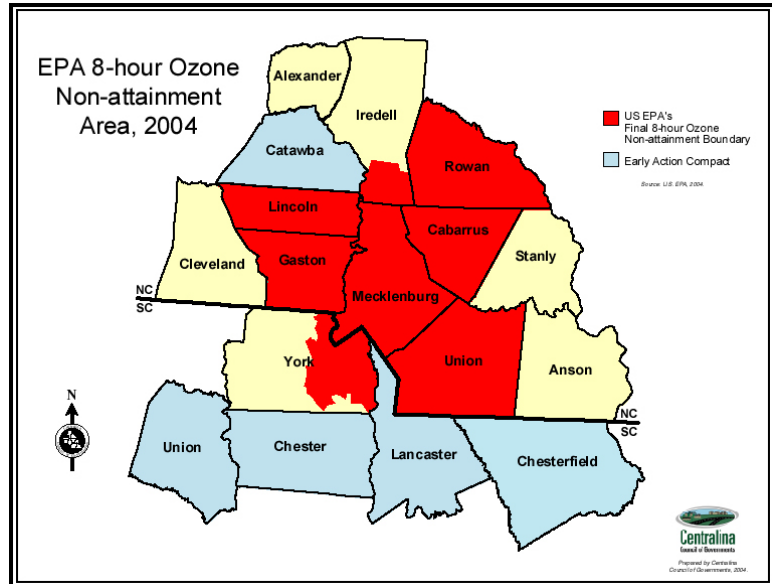 EPA 8-hour Ozone
Non-attainment
Area, 2004
Alexander
Iredell
US EPA's
Final 8-hour Ozone
Non-attainment Boundary
Early Action Compact
Source: U.S. EPA, 2004.
Catawba
Rowan
Lincoln
Cabarrus
Stanly
Cleveland
Gaston
Mecklenburg
NC
SC
York
Union
Anson
N
NC
SC
Union
Chester
Lancaster
Chesterfield
Centralina
Council of Governments
Prepared by Centralina
Council of Governments, 2004.